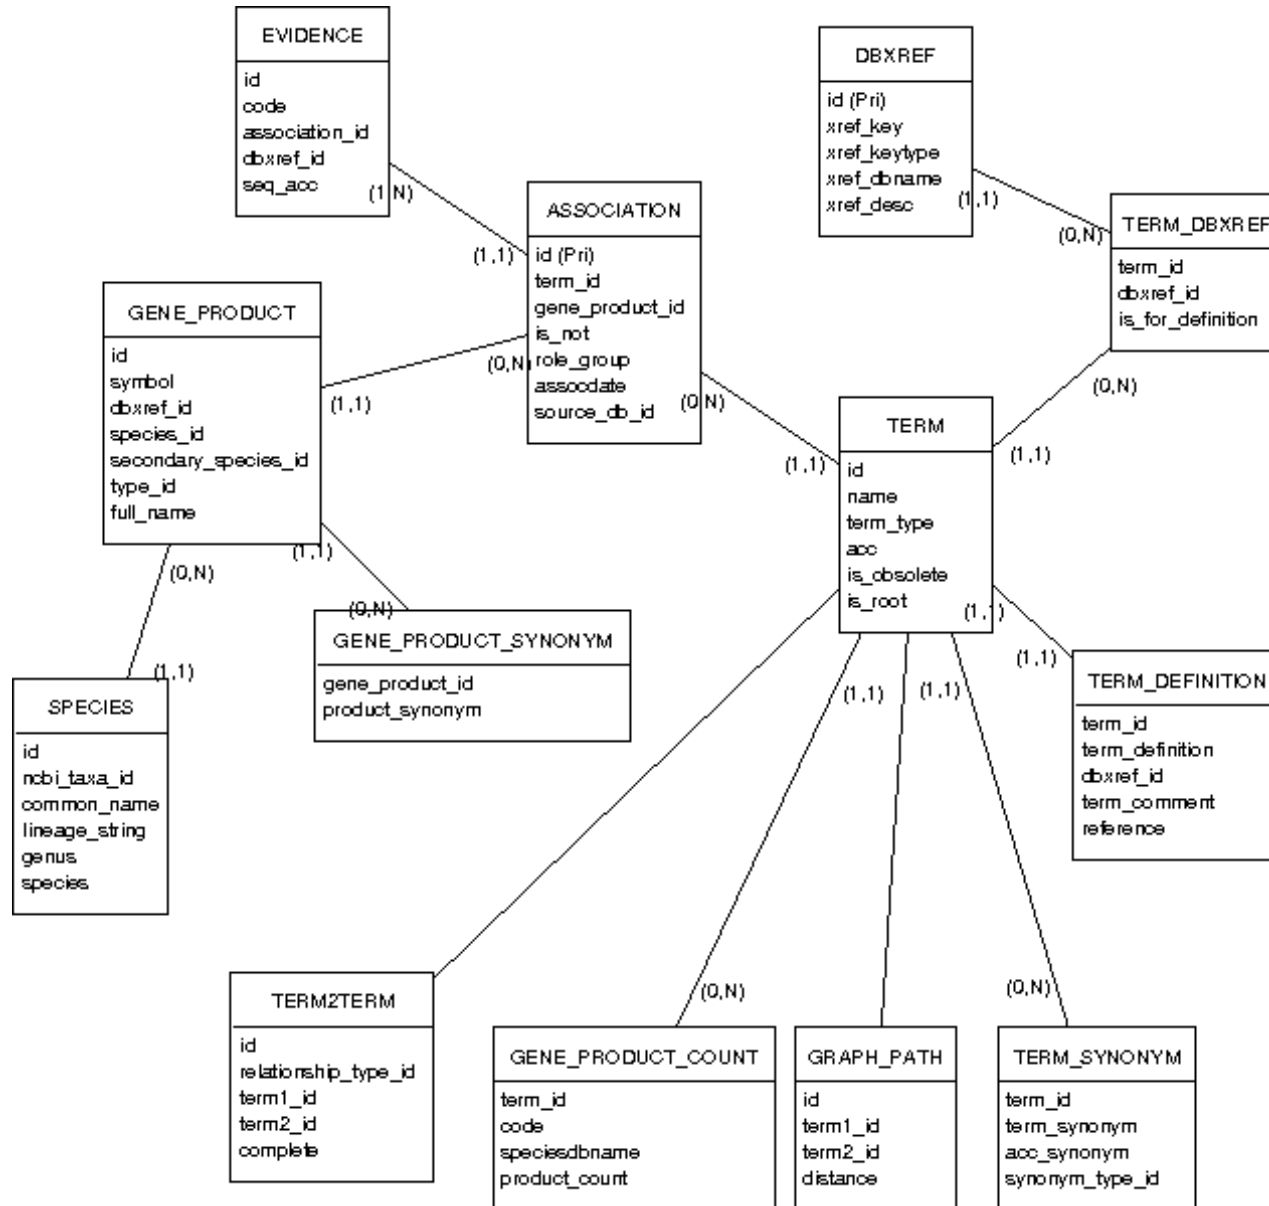 EVIDENCE
id
code
association_id
dbxref_id
seq_acc
(1,N)
DBXREF
id (Pri)
xref_key
xref_keytype
xref_dbname
xref_desc
(1,1)
ASSOCIATION
id (Pri)
term_id
gene_product_id
is_not
role_group
assocdate
source_db_id
(1,1)
(0,N)
(0,N)
TERM_DBXREF
term_id
dbxref_id
is_for_definition
(0,N)
(0,N)
GENE_PRODUCT
id
symbol
dbxref_id
species_id
secondary_species_id
type_id
full_name
(1,1)
(0,N)
(1,1)
TERM
id
name
term_type
acc
is_obsolete
is_root
(1,1)
(1,1)
(1,1)
(1,1)
(1,1)
(0,N)
GENE_PRODUCT_SYNONYM
gene_product_id
product_synonym
(1,1)
SPECIES
id
ncbi_taxa_id
common_name
lineage_string
genus
species
(1,1)
TERM_DEFINITION
term_id
term_definition
dbxref_id
term_comment
reference
TERM2TERM
id
relationship_type_id
term1_id
term2_id
complete
(0,N)
GENE_PRODUCT_COUNT
term_id
code
speciesdbname
product_count
GRAPH_PATH
id
term1_id
term2_id
distance
(0,N)
TERM_SYNONYM
term_id
term_synonym
acc_synonym
synonym_type_id